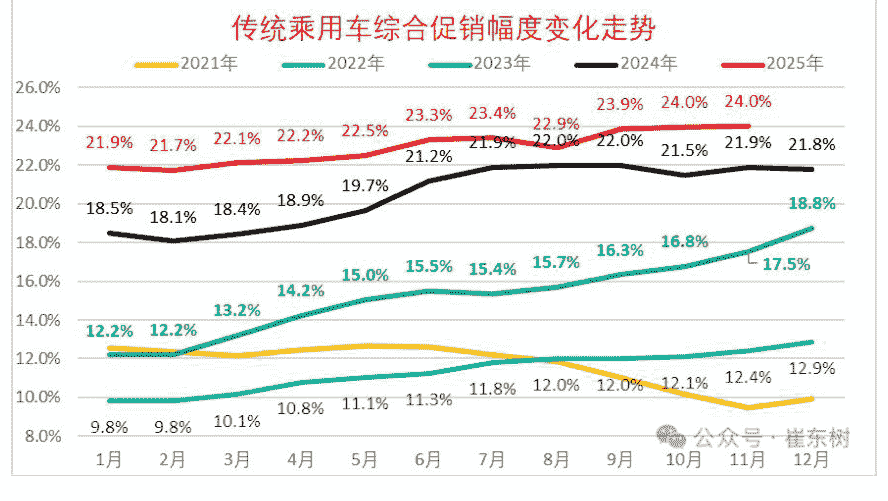 传统乘用车综合促销幅度变化走势
2021年 2022年 2023年 2024年 2025年
26.0%
24.0%
22.0%
20.0%
18.0%
16.0%
14.0%
12.0%
10.0%
8.0%
21.9% 21.7% 22.1% 22.2% 22.5% 23.3% 23.4% 22.9% 23.9% 24.0% 24.0%
18.5% 18.1% 18.4% 18.9% 19.7% 21.2% 21.9% 22.0% 22.0% 21.5% 21.9% 21.8%
12.2% 12.2% 13.2% 14.2% 15.0% 15.5% 15.4% 15.7% 16.3% 16.8% 17.5% 18.8%
9.8% 9.8% 10.1% 10.8% 11.1% 11.3% 11.8% 12.0% 12.0% 12.1% 12.4% 12.9%
1月 2月 3月 4月 5月 6月 7月 8月 9月 10月 11月 12月
公众号·崔东树